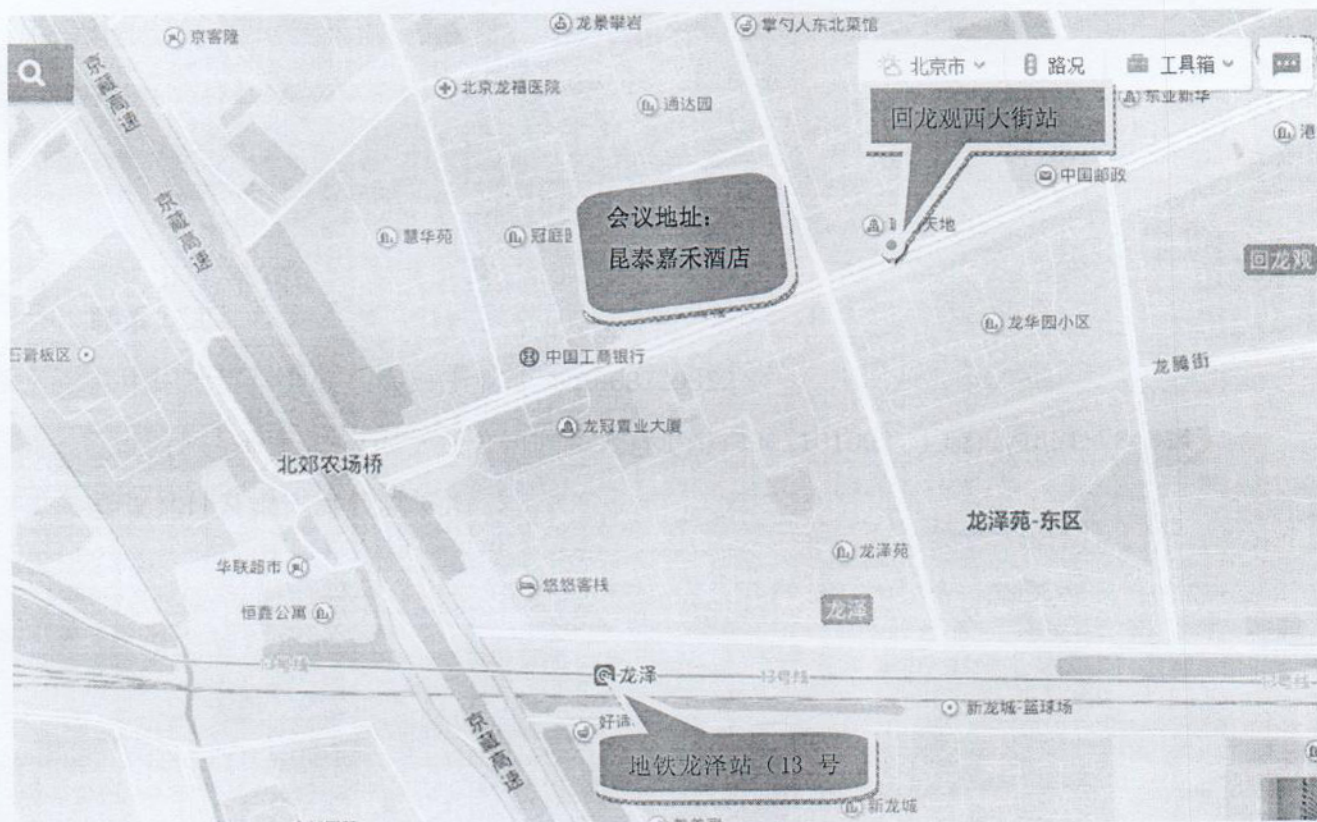 京客隆
龙景攀岩
掌勺人东北菜馆
北京市
路况
工具箱
京藏高速
北京龙福医院
通达园
东亚新华
回龙观西大街站
港
中国邮政
京藏高速
会议地址：
昆泰嘉禾酒店
慧华苑
冠庭
天地
回龙观
龙华园小区
中国工商银行
龙腾街
龙冠置业大厦
北郊农场桥
龙泽苑-东区
龙泽苑
华联超市
悠悠客栈
恒鑫公寓
龙泽
13号线
龙泽
13号线
13号线
新龙城-篮球场
京藏高速
地铁龙泽站（13 号
新龙城